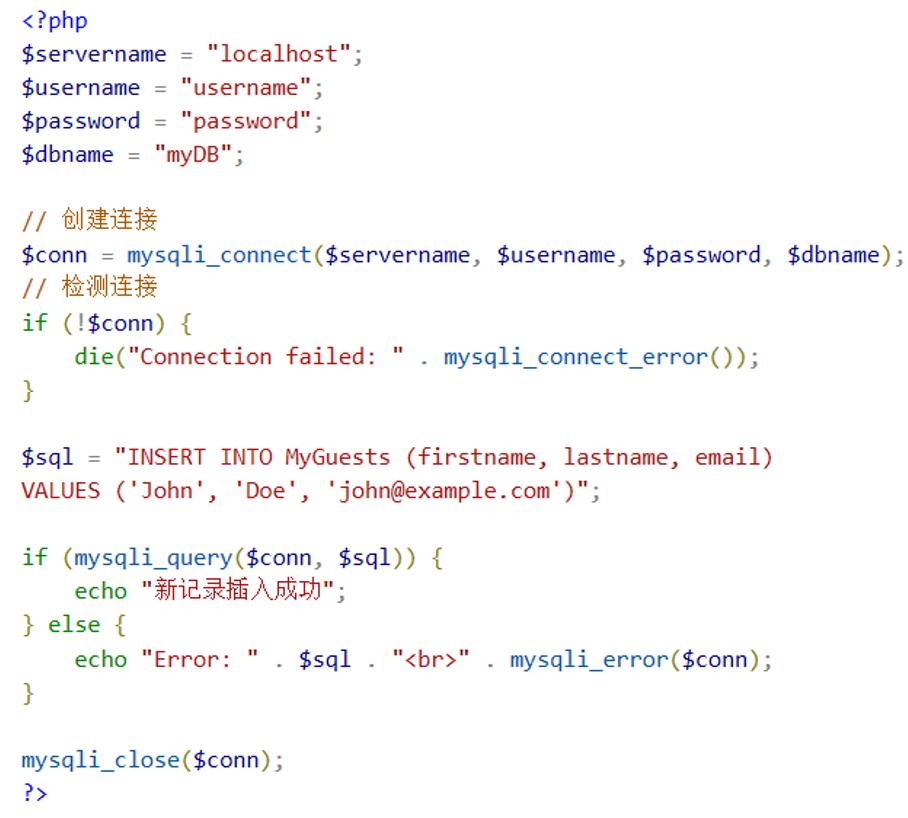 <?php
$servername = "localhost";
$username = "username";
$password = "password";
$dbname = "myDB";

// 创建连接
$conn = mysqli_connect($servername, $username, $password, $dbname);
// 检测连接
if (!$conn) {
    die("Connection failed: " . mysqli_connect_error());
}

$sql = "INSERT INTO MyGuests (firstname, lastname, email)
VALUES ('John', 'Doe', 'john@example.com')";

if (mysqli_query($conn, $sql)) {
    echo "新记录插入成功";
} else {
    echo "Error: " . $sql . "<br>" . mysqli_error($conn);
}

mysqli_close($conn);
?>